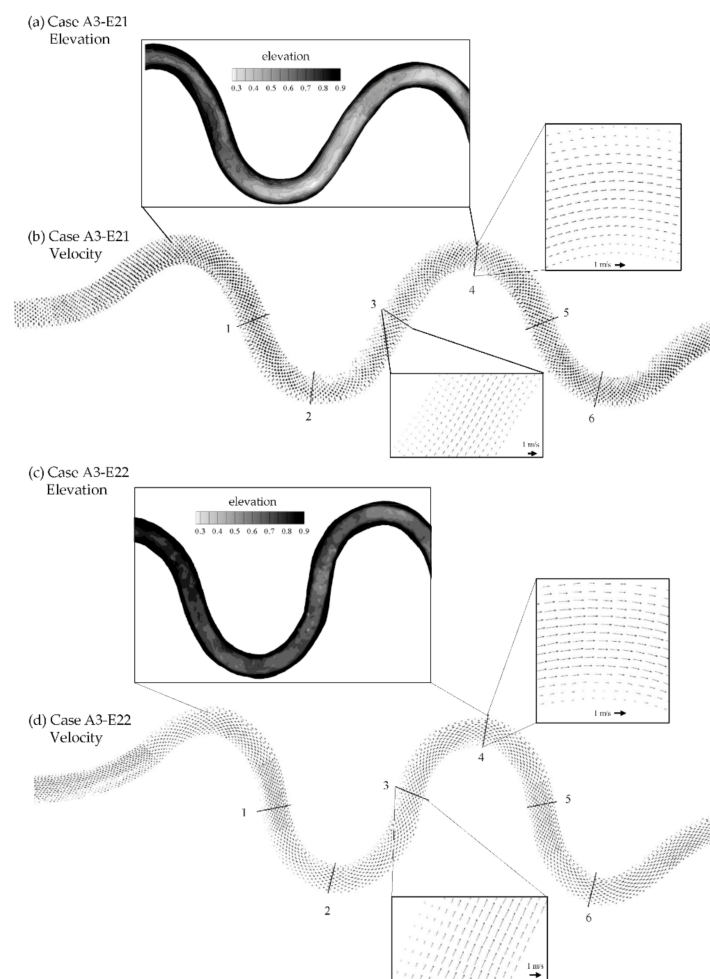 (a) Case A3-E21
Elevation
elevation
0.3 0.4 0.5 0.6 0.7 0.8 0.9
(b) Case A3-E21
Velocity
1 m/s
1
2
3
4
5
6
1 m/s
(c) Case A3-E22
Elevation
elevation
0.3 0.4 0.5 0.6 0.7 0.8 0.9
(d) Case A3-E22
Velocity
1 m/s
1
2
3
4
5
6
1 m/s